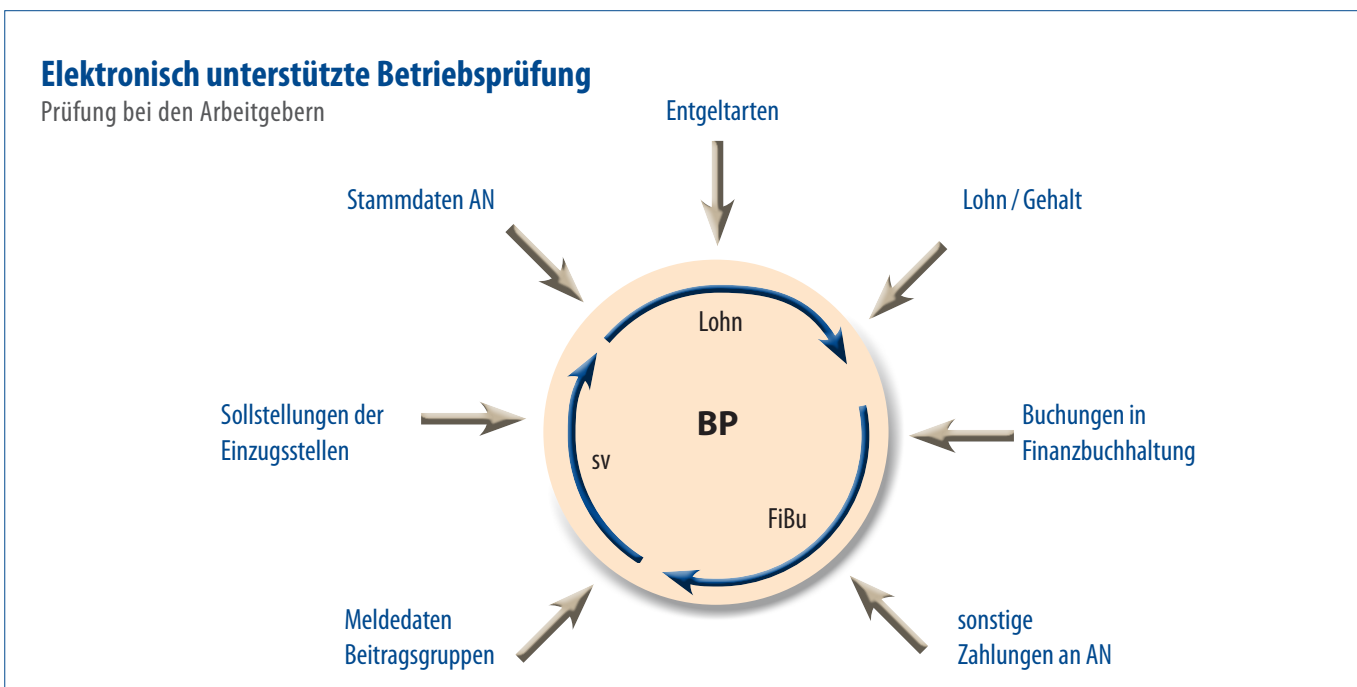 Elektronisch unterstützte Betriebsprüfung
Prüfung bei den Arbeitgebern
Entgeltarten
Stammdaten AN
Lohn / Gehalt
Lohn
Sollstellungen der
Einzugsstellen
BP
Buchungen in
Finanzbuchhaltung
sv
FiBu
Meldedaten
Beitragsgruppen
sonstige
Zahlungen an AN